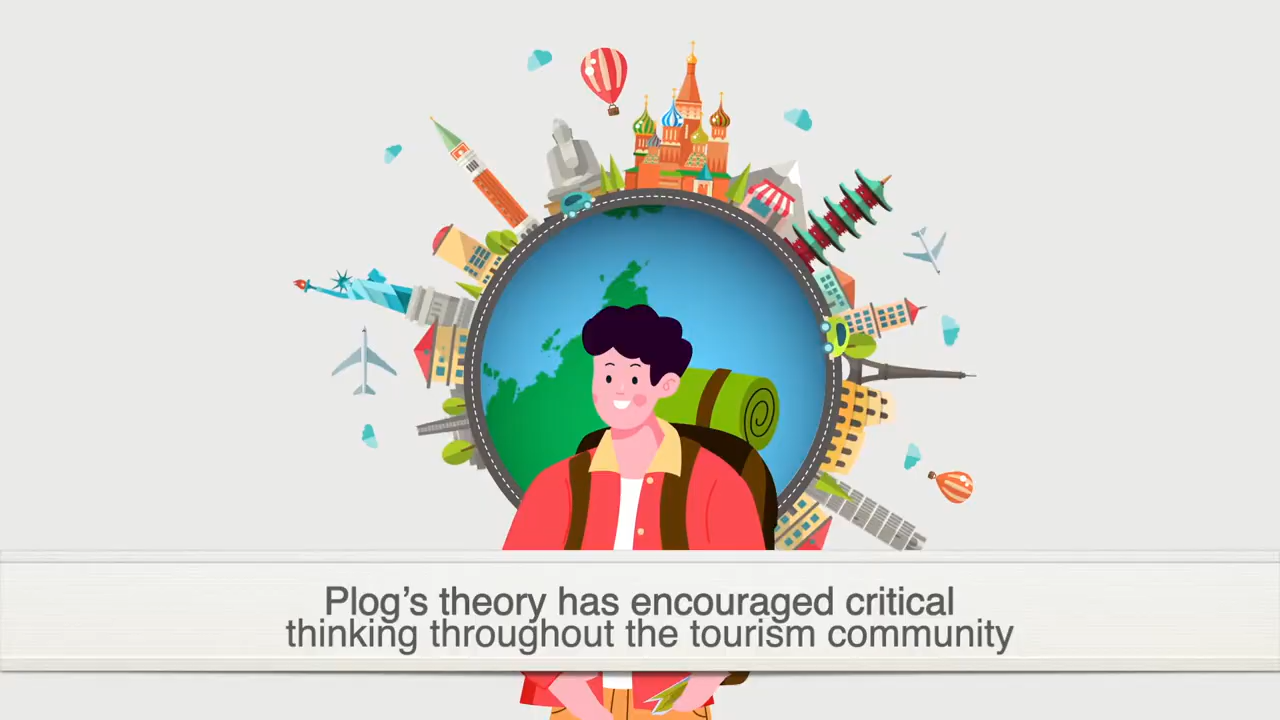 Plog’s theory has encouraged critical
thinking throughout the tourism community